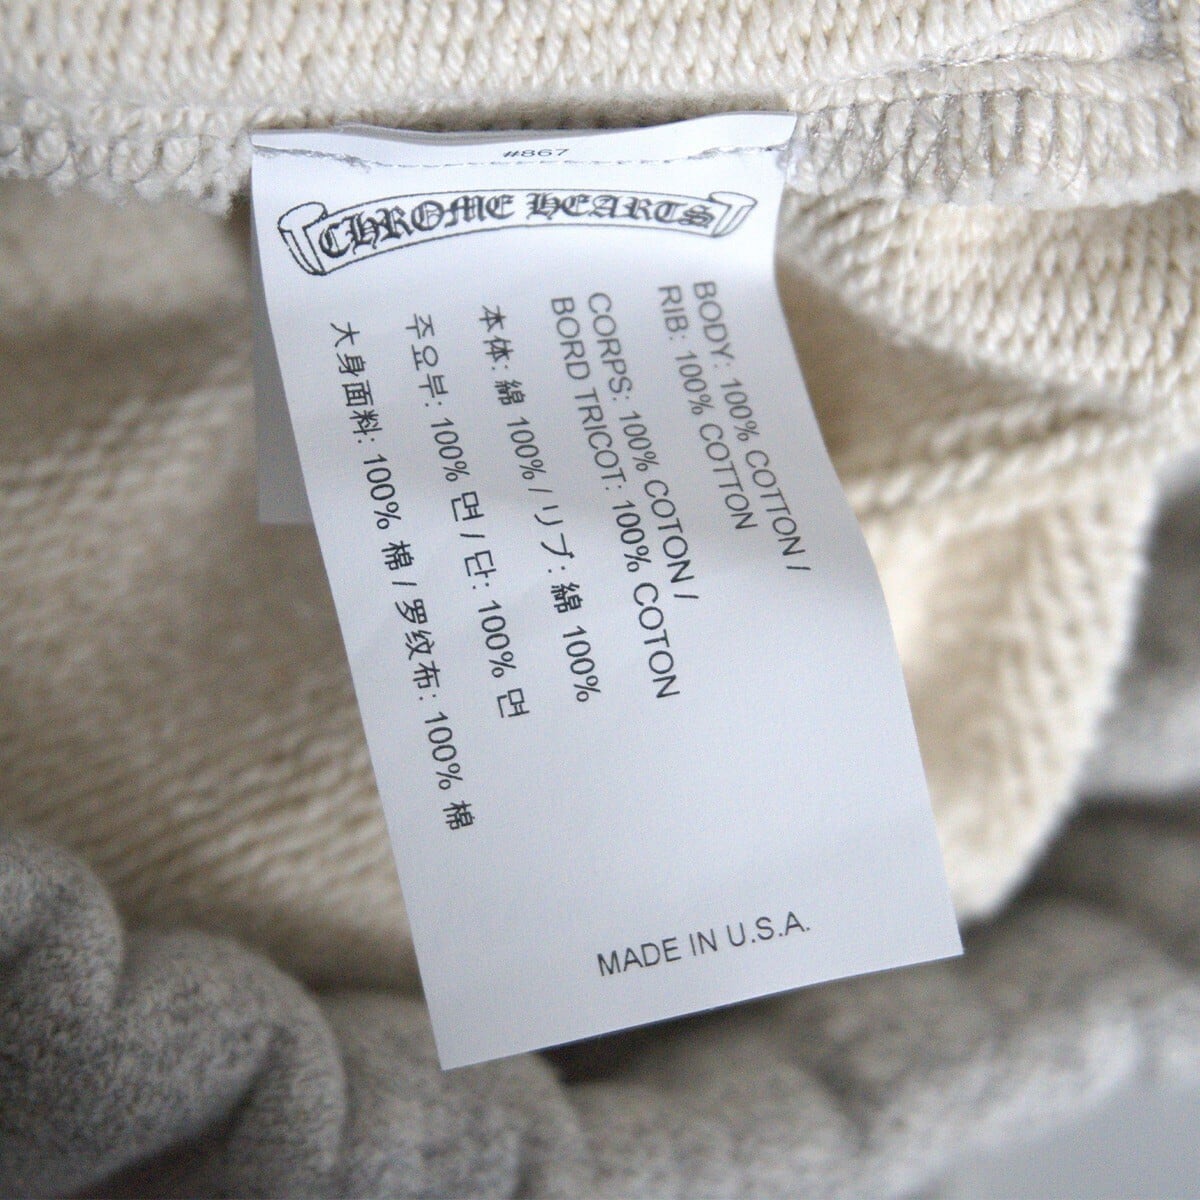 #867
CHROME HEARTS
BODY: 100% COTTON /
RIB: 100% COTTON
CORPS: 100% COTON /
BORD TRICOT: 100% COTON
本体: 綿 100% / リブ : 綿 100%
주요부: 100% 면 / 단: 100% 면
大身面料: 100% 棉 / 罗纹布: 100% 棉
MADE IN U.S.A.